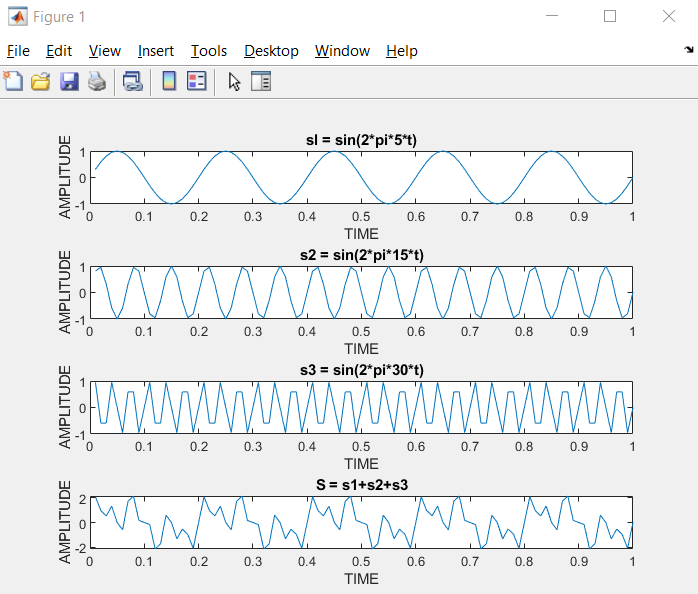 Figure 1
File Edit View Insert Tools Desktop Window Help
sl = sin(2*pi*5*t)
AMPLITUDE
1
0
-1
0 0.1 0.2 0.3 0.4 0.5 0.6 0.7 0.8 0.9 1
TIME
s2 = sin(2*pi*15*t)
AMPLITUDE
1
0
-1
0 0.1 0.2 0.3 0.4 0.5 0.6 0.7 0.8 0.9 1
TIME
s3 = sin(2*pi*30*t)
AMPLITUDE
1
0
-1
0 0.1 0.2 0.3 0.4 0.5 0.6 0.7 0.8 0.9 1
TIME
S = s1+s2+s3
AMPLITUDE
2
0
-2
0 0.1 0.2 0.3 0.4 0.5 0.6 0.7 0.8 0.9 1
TIME